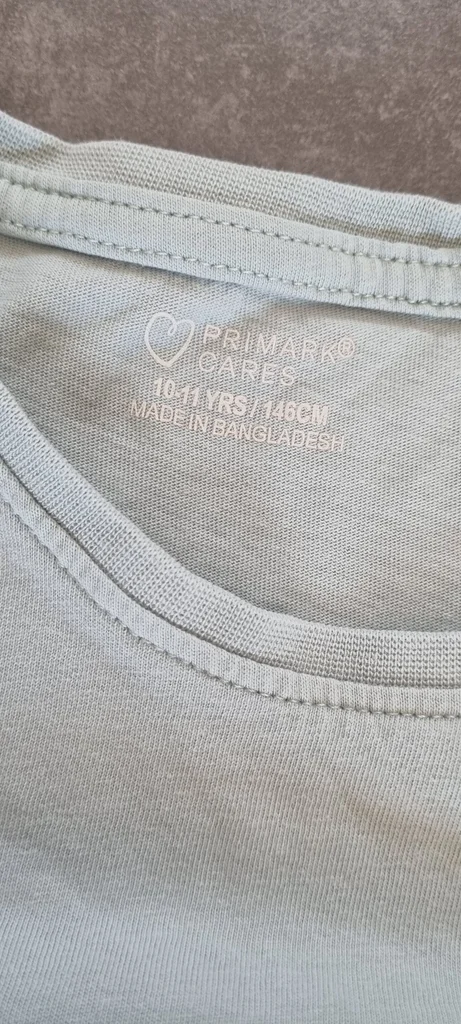 PRIMARK®
CARES
10-11 YRS / 146CM
MADE IN BANGLADESH